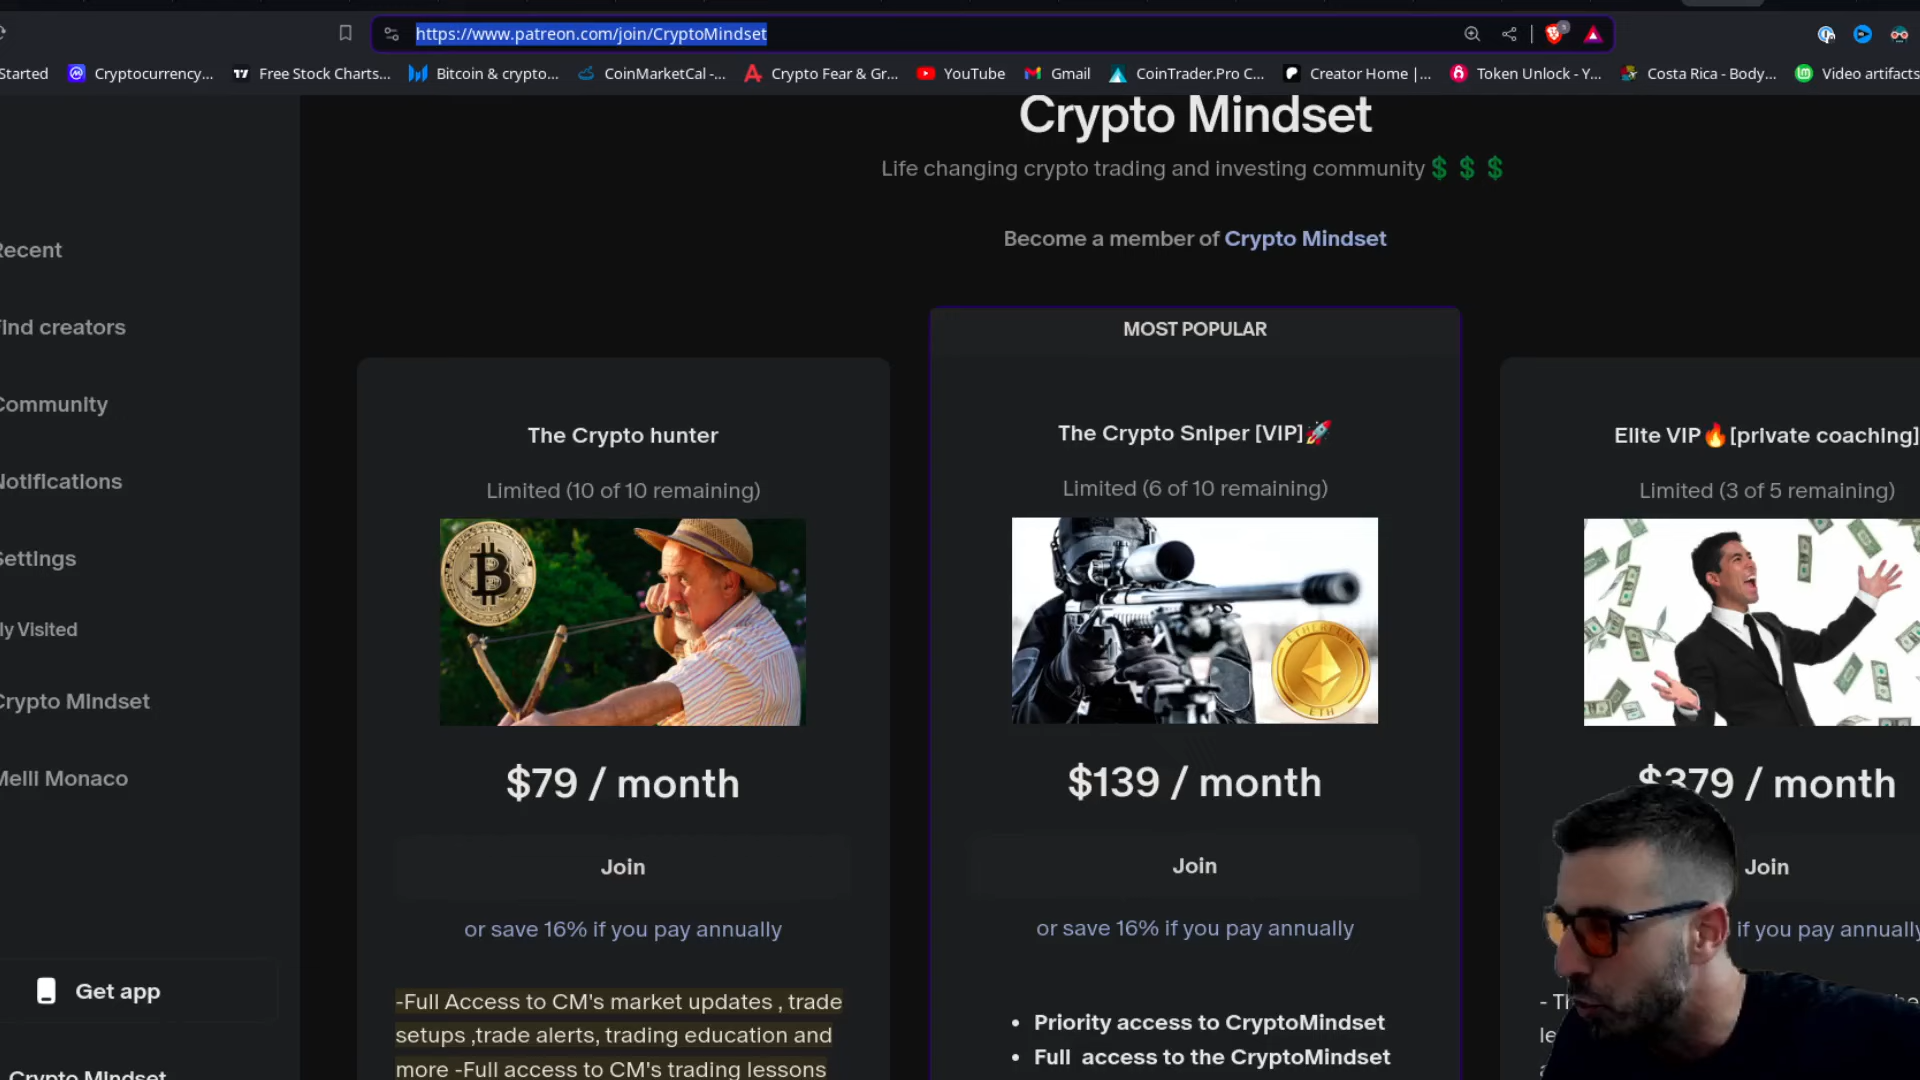 https://www.patreon.com/join/CryptoMindset
Started Cryptocurrency... Free Stock Charts... Bitcoin & crypto... CoinMarketCal -... Crypto Fear & Gr... YouTube Gmail CoinTrader.Pro C... Creator Home |... Token Unlock - Y... Costa Rica - Body... Video artifacts
Crypto Mindset
Life changing crypto trading and investing community
Become a member of Crypto Mindset
Recent
Find creators
Community
Notifications
Settings
ly Visited
Crypto Mindset
Melli Monaco
Get app
Crypto Mindset
The Crypto hunter
Limited (10 of 10 remaining)
$79 / month
Join
or save 16% if you pay annually
-Full Access to CM's market updates , trade
setups ,trade alerts, trading education and
more -Full access to CM's trading lessons
MOST POPULAR
The Crypto Sniper [VIP]🚀
Limited (6 of 10 remaining)
ETHEREUM
ETH
$139 / month
Join
or save 16% if you pay annually
• Priority access to CryptoMindset
• Full access to the CryptoMindset
Elite VIP🔥[private coaching]
Limited (3 of 5 remaining)
$379 / month
Join
if you pay annually